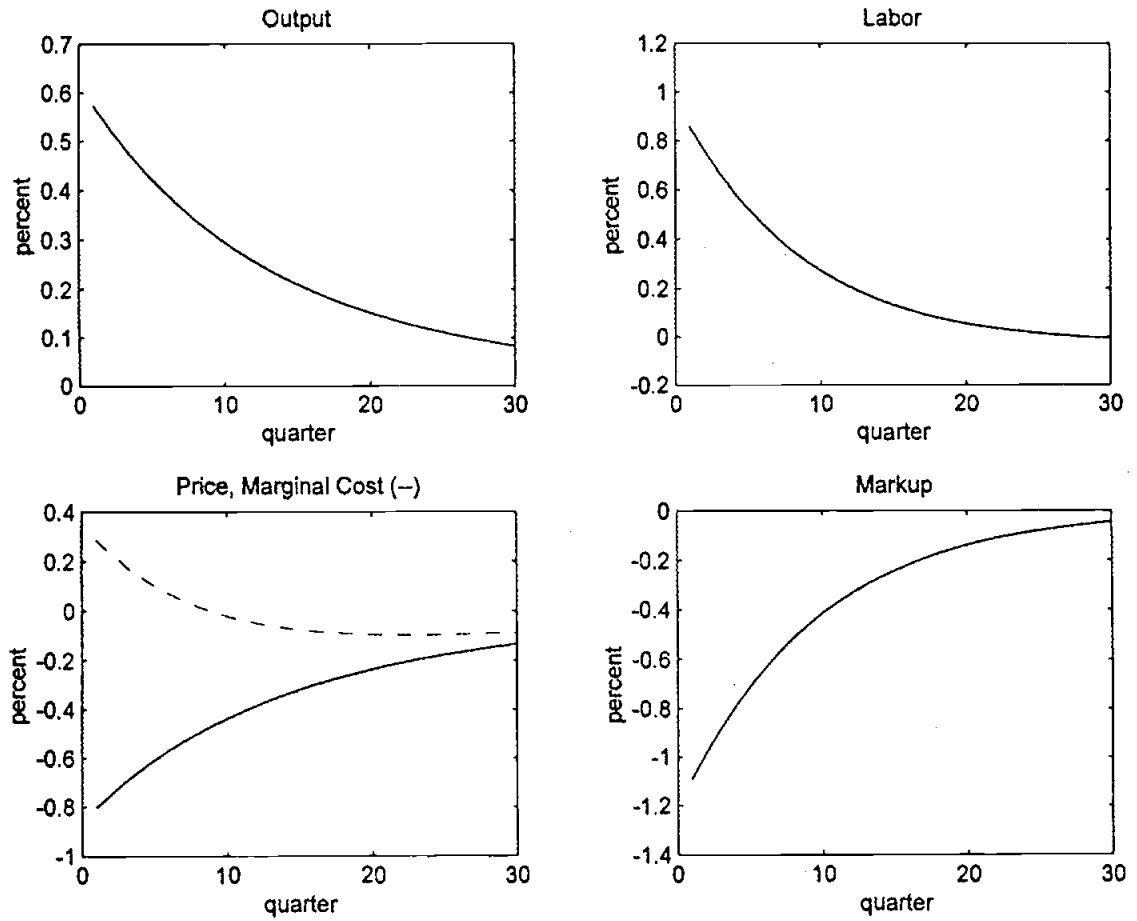 Output
0.7
0.6
0.5
0.4
0.3
0.2
0.1
0
0 10 20 30
percent
quarter
Labor
1.2
1
0.8
0.6
0.4
0.2
0
-0.2
0 10 20 30
percent
quarter
Price, Marginal Cost (--)
0.4
0.2
0
-0.2
-0.4
-0.6
-0.8
-1
0 10 20 30
percent
quarter
Markup
0
-0.2
-0.4
-0.6
-0.8
-1
-1.2
-1.4
0 10 20 30
percent
quarter